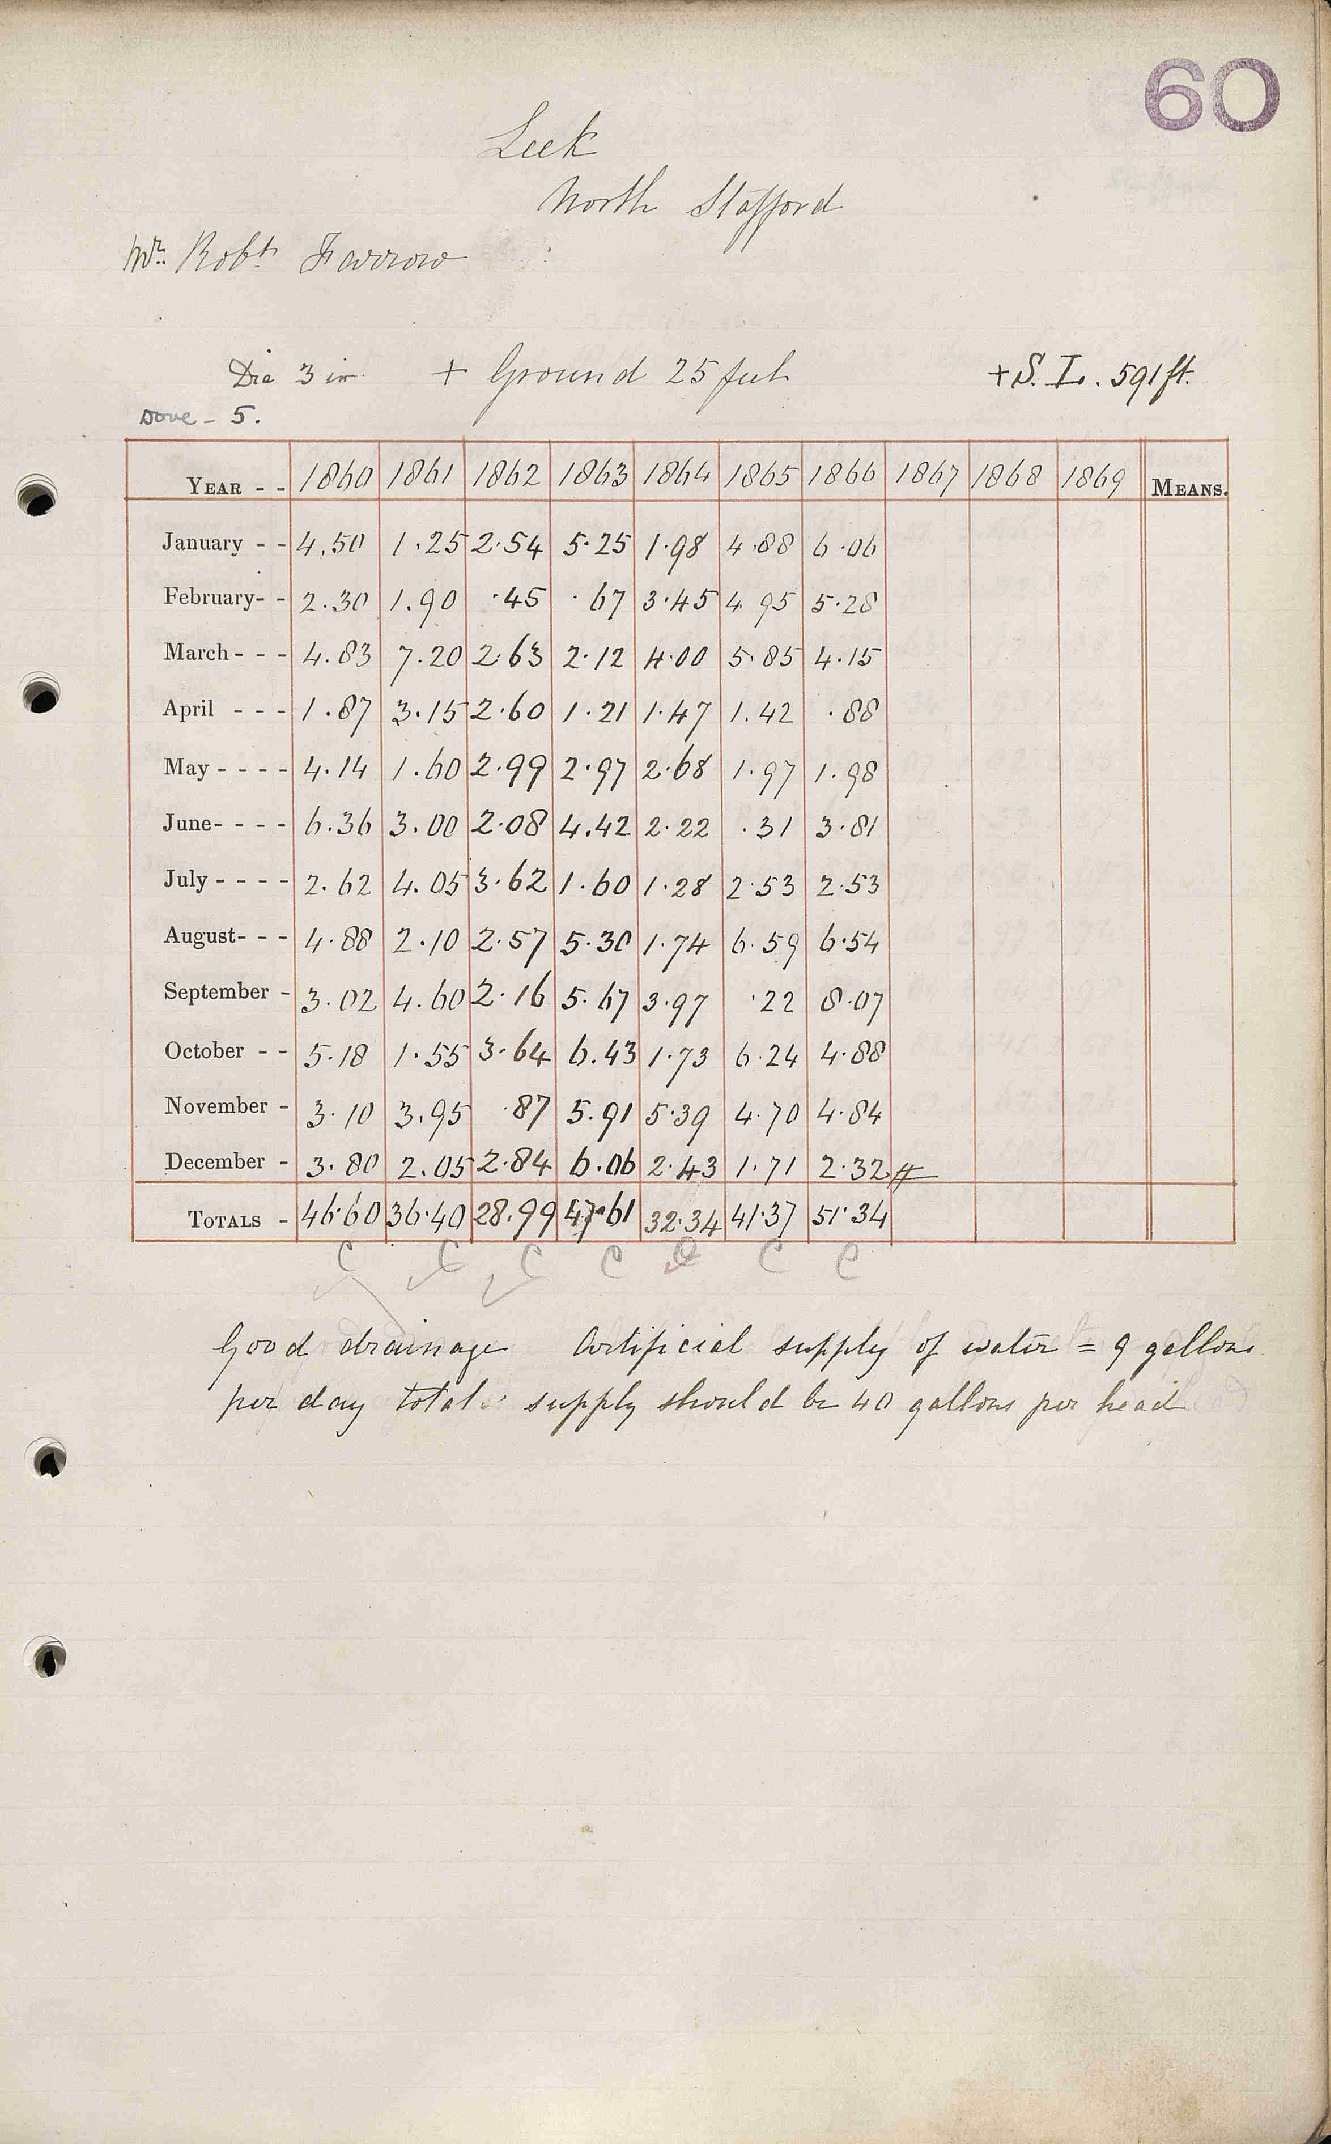 60
Leek
North Stafford
Mr. Robt. Farrow
Dia 3 in. + Ground 25 feet +S.L. 591 ft.
Dove - 5.
YEAR - - 1860 1861 1862 1863 1864 1865 1866 1867 1868 1869 MEANS.
January - - 4.50 1.25 2.54 5.25 1.98 4.88 6.06
February- - 2.30 1.90 .45 .67 3.45 4 95 5.28
March - - - 4.83 7.20 2.63 2.12 4.00 5.85 4.15
April - - - 1.87 3.15 2.60 1.21 1.47 1.42 .88
May - - - - 4.14 1.60 2.99 2.97 2.68 1.97 1.98
June- - - - 6.36 3.00 2.08 4.42 2.22 .31 3.81
July - - - - 2.62 4.05 3.62 1.60 1.28 2.53 2.53
August- - - 4.88 2.10 2.57 5.30 1.74 6.59 6.54
September - 3.02 4.60 2.16 5.67 3.97 .22 8.07
October - - 5.18 1.55 3.64 6.43 1.73 6.24 4.88
November - 3.10 3.95 .87 5.91 5.39 4.70 4.84
December - 3.80 2.05 2.84 6.06 2.43 1.71 2.32
TOTALS - 46.60 36.40 28.99 47.61 32.34 41.37 51.34
C C C C C C C
Good drainage Artificial supply of water = 9 gallons
per day total: supply should be 40 gallons per head